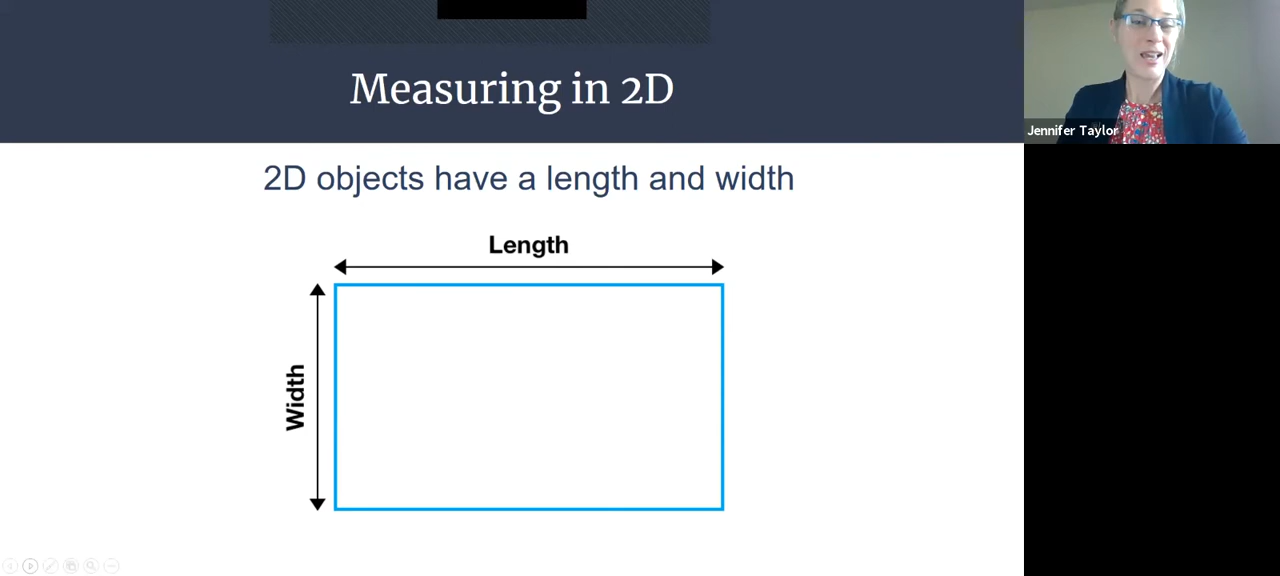 Measuring in 2D
2D objects have a length and width
Length
Width
Jennifer Taylor